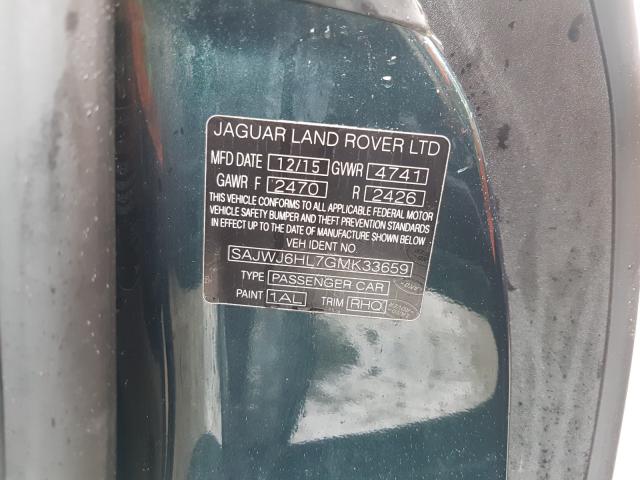 JAGUAR LAND ROVER LTD
MFD DATE 12/15 GVWR 4741
GAWR F 2470 R 2426
THIS VEHICLE CONFORMS TO ALL APPLICABLE FEDERAL MOTOR
VEHICLE SAFETY BUMPER AND THEFT PREVENTION STANDARDS
IN EFFECT UP TO THE DATE OF MANUFACTURE SHOWN BELOW
VEH IDENT NO
SAJWJ6HL7GMK33659
TYPE PASSENGER CAR
PAINT 1AL TRIM RHO